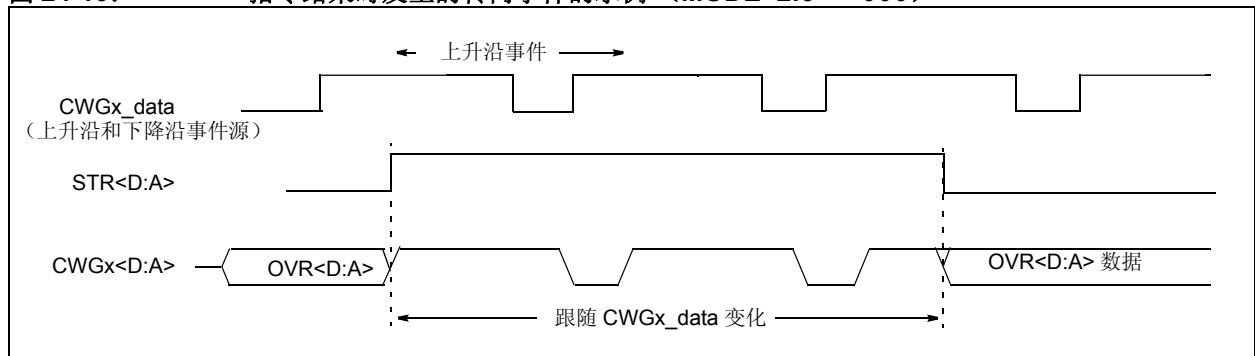 上升沿事件
CWGx_data
（上升沿和下降沿事件源）
STR<D:A>
CWGx<D:A>
OVR<D:A>
OVR<D:A> 数据
跟随 CWGx_data 变化